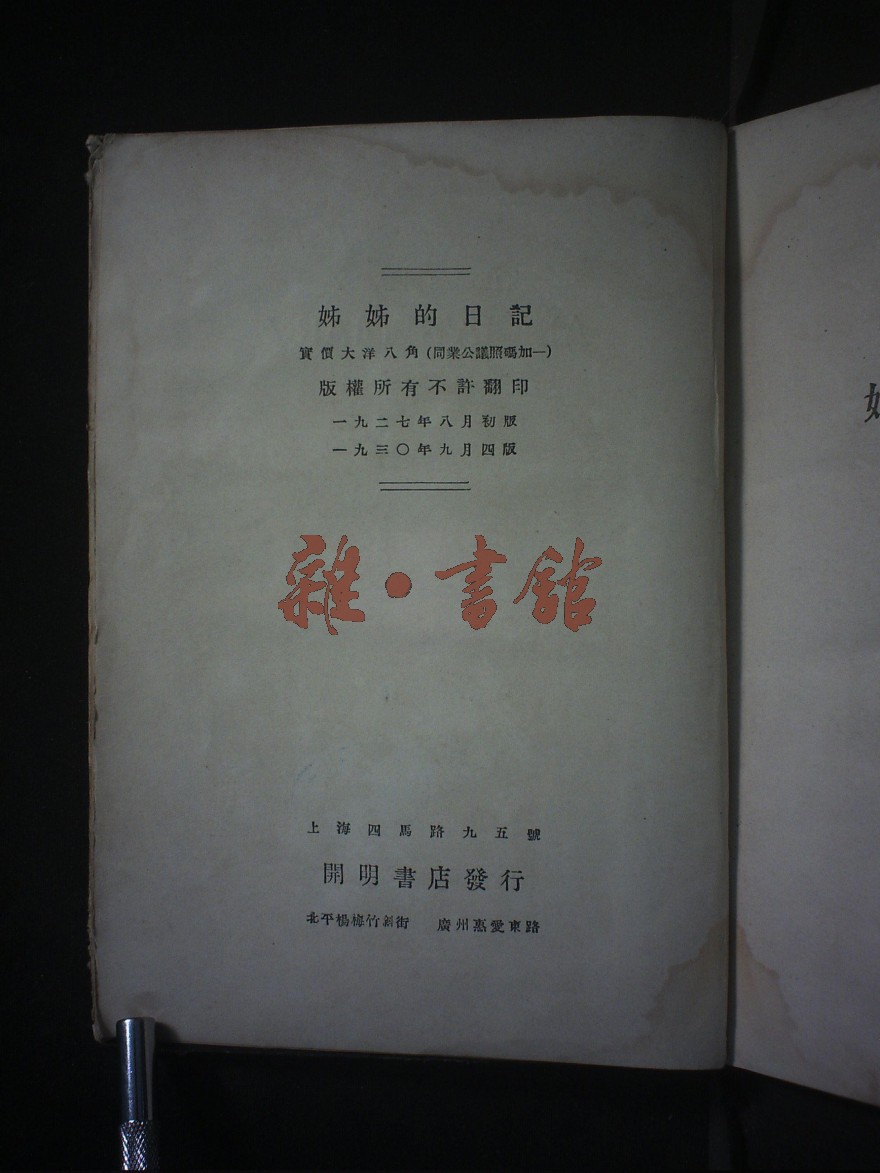 姊姊的日記
實價大洋八角(同業公議照碼加一)
版權所有不許翻印
一九二七年八月初版
一九三〇年九月四版
雜·書館
上海四馬路九五號
開明書店發行
北平楊梅竹斜街 廣州惠愛東路